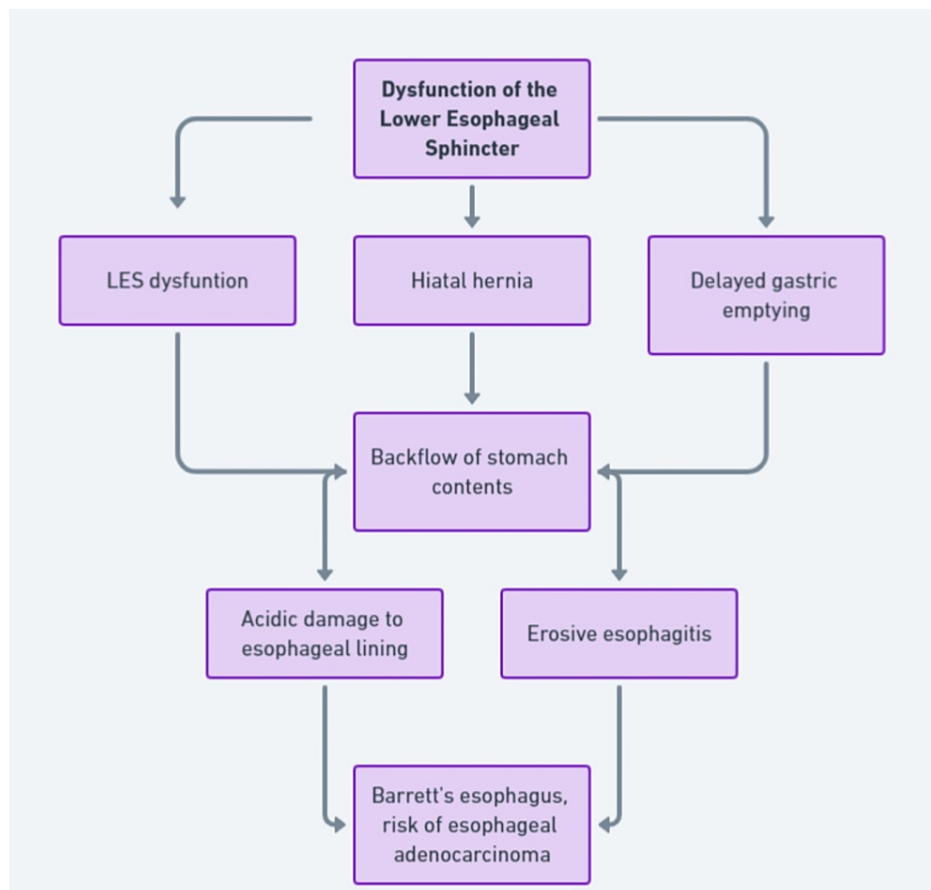 Dysfunction of the
Lower Esophageal
Sphincter
LES dysfuntion
Hiatal hernia
Delayed gastric
emptying
Backflow of stomach
contents
Acidic damage to
esophageal lining
Erosive esophagitis
Barrett's esophagus,
risk of esophageal
adenocarcinoma